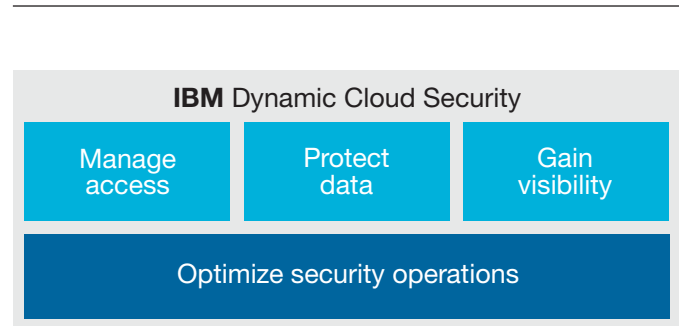 IBM Dynamic Cloud Security
Manage
access
Protect
data
Gain
visibility
Optimize security operations